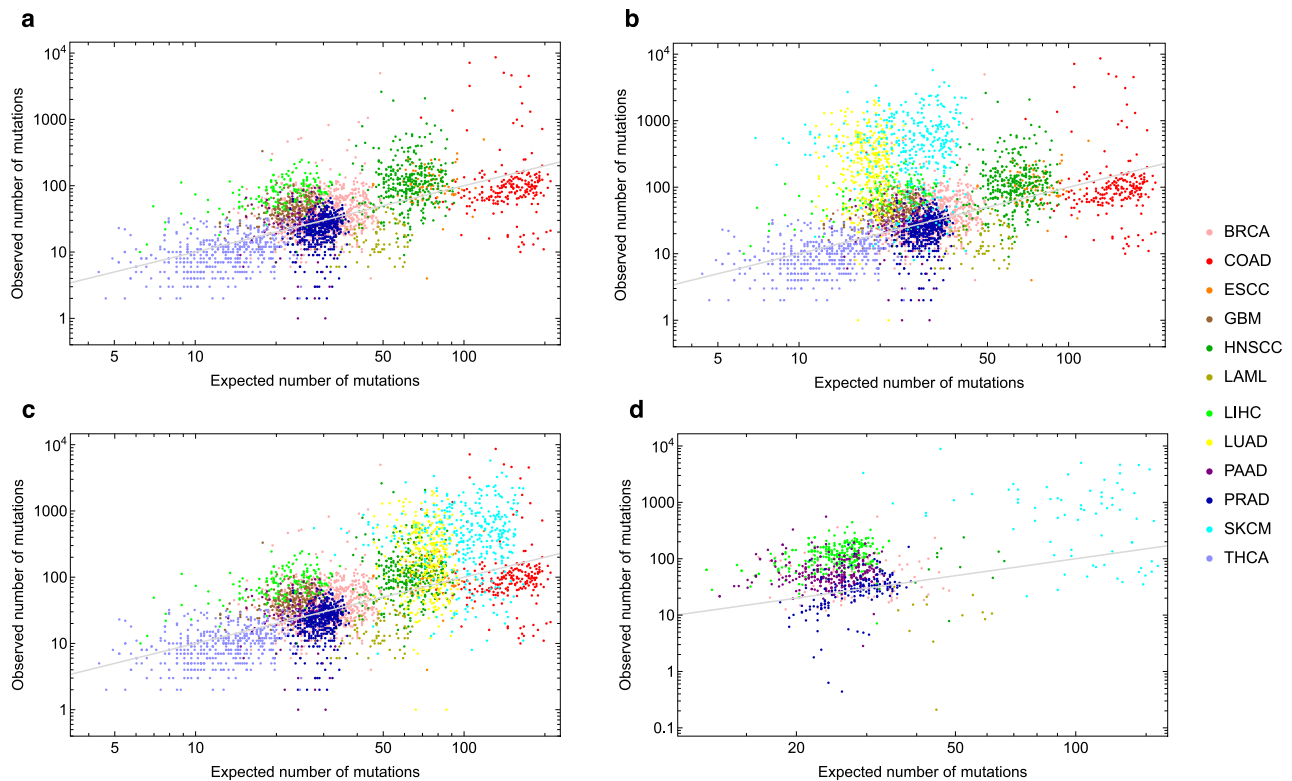 a
10^4
1000
100
10
1
5
10
50
100
Observed number of mutations
Expected number of mutations
b
10^4
1000
100
10
1
5
10
50
100
Observed number of mutations
Expected number of mutations
c
10^4
1000
100
10
1
5
10
50
100
Observed number of mutations
Expected number of mutations
d
10^4
1000
100
10
1
0.1
20
50
100
Observed number of mutations
Expected number of mutations
BRCA
COAD
ESCC
GBM
HNSCC
LAML
LIHC
LUAD
PAAD
PRAD
SKCM
THCA